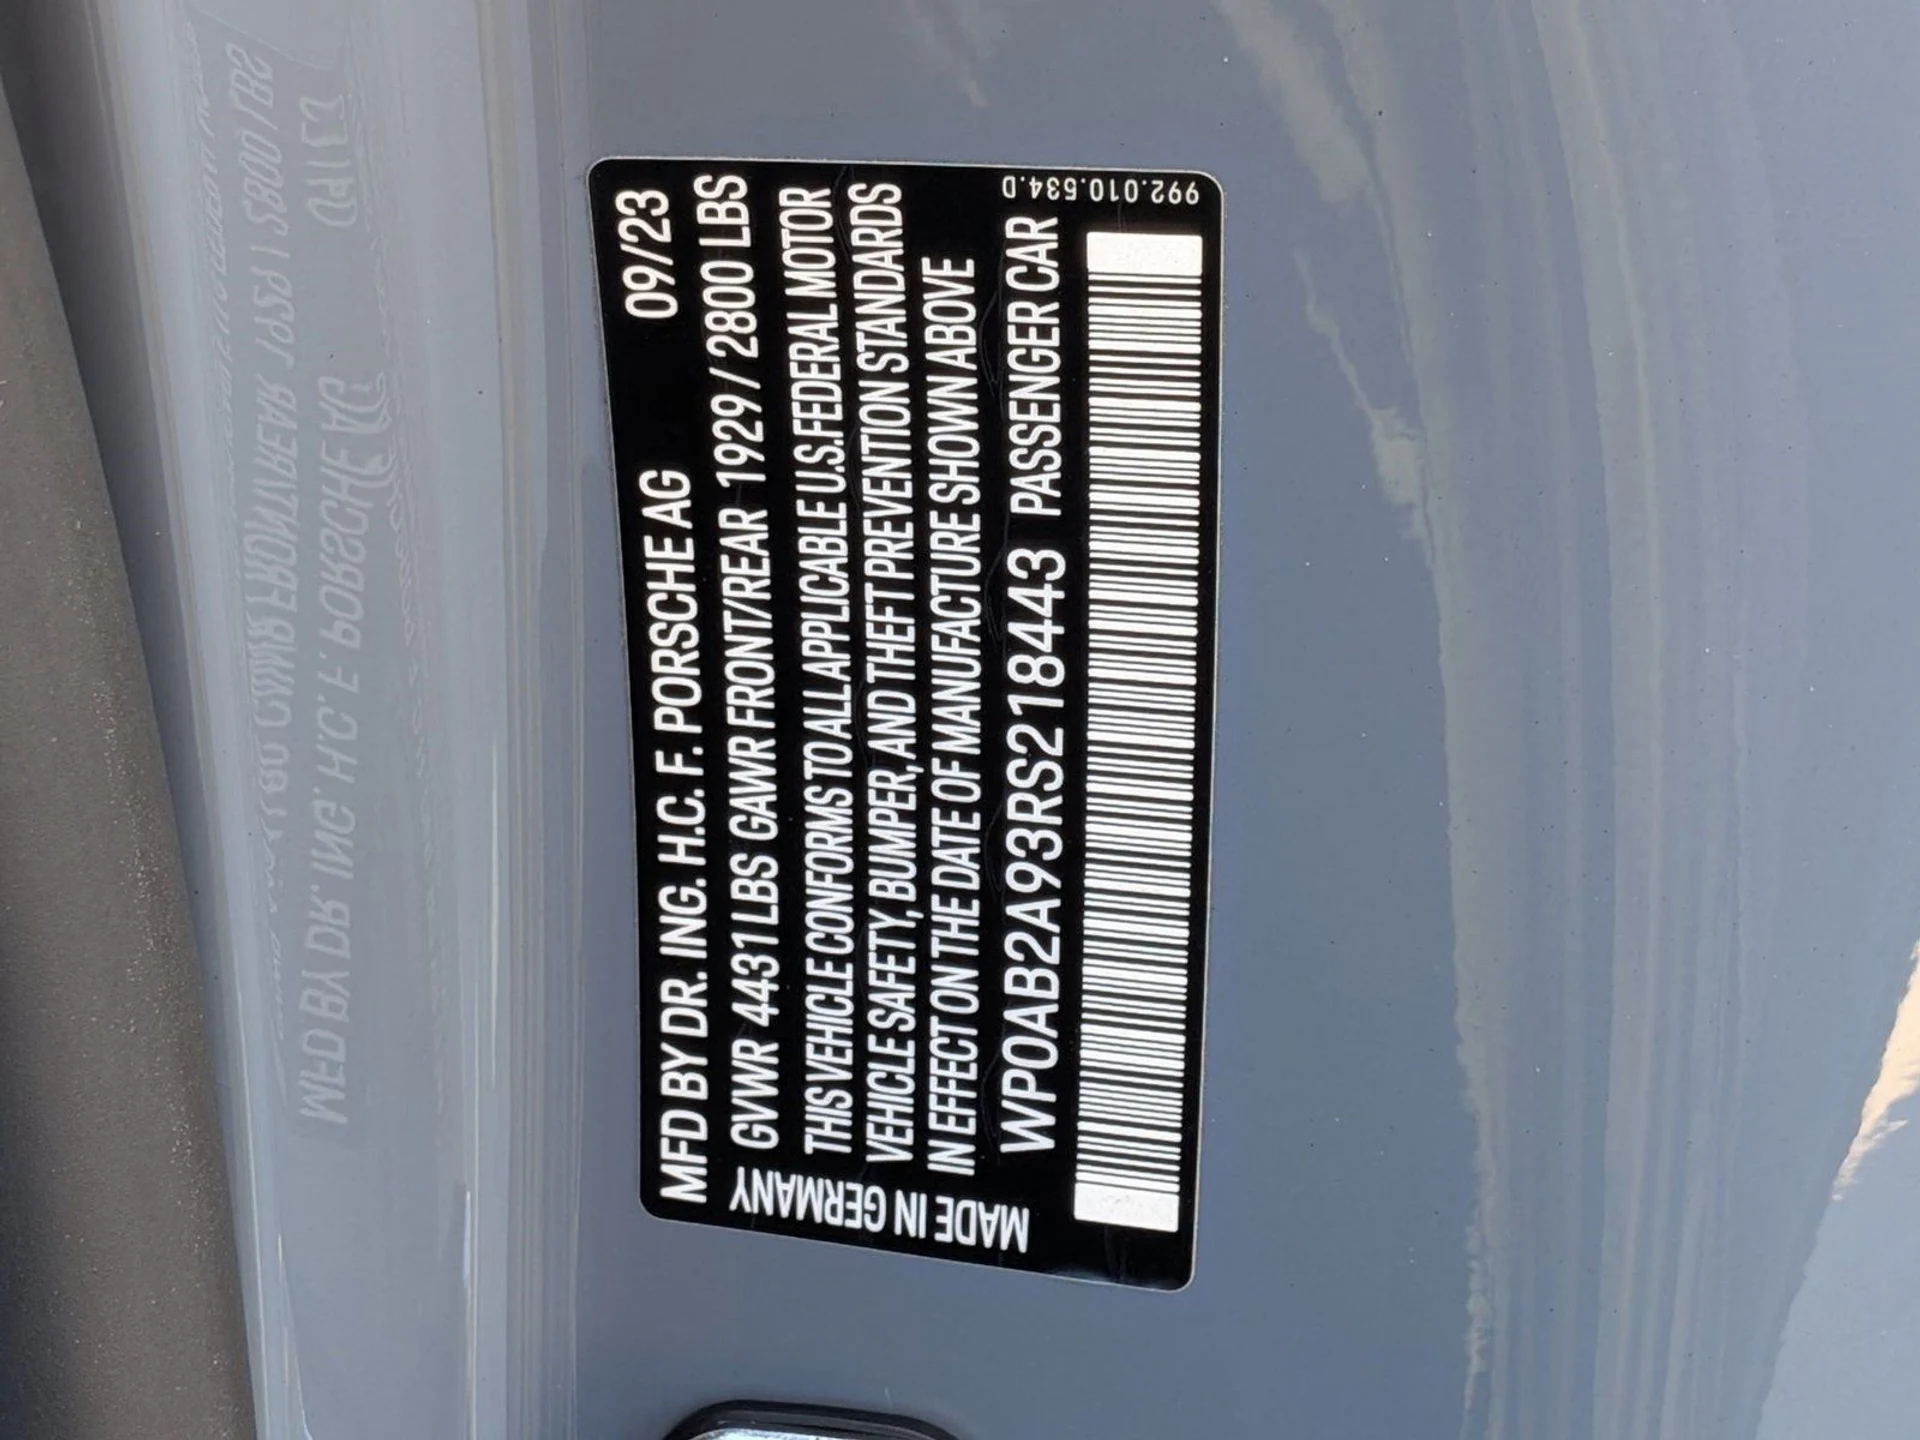 MFD BY DR. ING. H.C. F. PORSCHE AG 09/23
GVWR 4431 LBS GAWR FRONT/REAR 1929 / 2800 LBS
THIS VEHICLE CONFORMS TO ALL APPLICABLE U.S. FEDERAL MOTOR
VEHICLE SAFETY, BUMPER, AND THEFT PREVENTION STANDARDS
IN EFFECT ON THE DATE OF MANUFACTURE SHOWN ABOVE
WP0AB2A93RS218443 PASSENGER CAR
MADE IN GERMANY
992.010.534.D